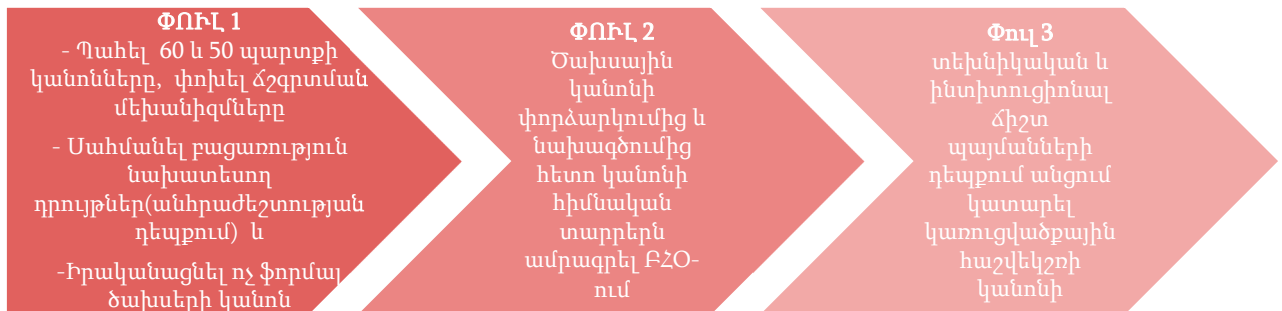 ՓՈՒԼ 1
- Պահել 60 և 50 պարտքի
կանոնները, փոխել ճշգրտման
մեխանիզմները
- Սահմանել բացառություն
նախատեսող
դրույթներ(անհրաժեշտության
դեպքում) և
-Իրականացնել ոչ ֆորմալ
ծախսերի կանոն
ՓՈՒԼ 2
Ծախսային
կանոնի
փորձարկումից և
նախագծումից
հետո կանոնի
հիմնական
տարրերն
ամրագրել ԲՀՕ-
ում
Փուլ 3
տեխնիկական և
ինտիտուցիոնալ
ճիշտ
պայմանների
դեպքում անցում
կատարել
կառուցվածքային
հաշվեկշռի
կանոնի